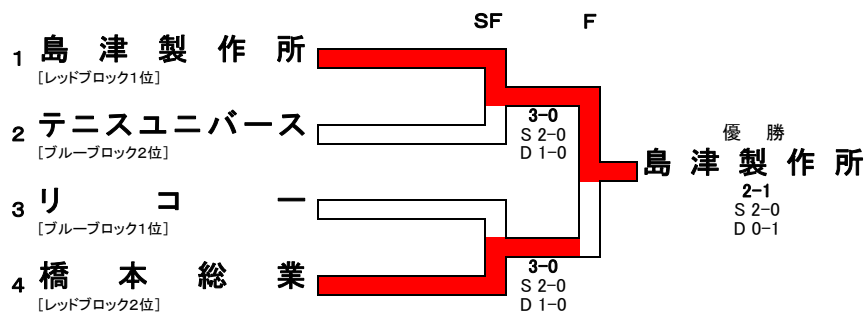 SF F
1 島津製作所
[レッドブロック1位]
3-0
2 テニスユニバース
S 2-0
[ブルーブロック2位]
D 1-0
優勝
島津製作所
2-1
S 2-0
D 0-1
3 リコー
[ブルーブロック1位]
3-0
4 橋本総業
S 2-0
[レッドブロック2位]
D 1-0